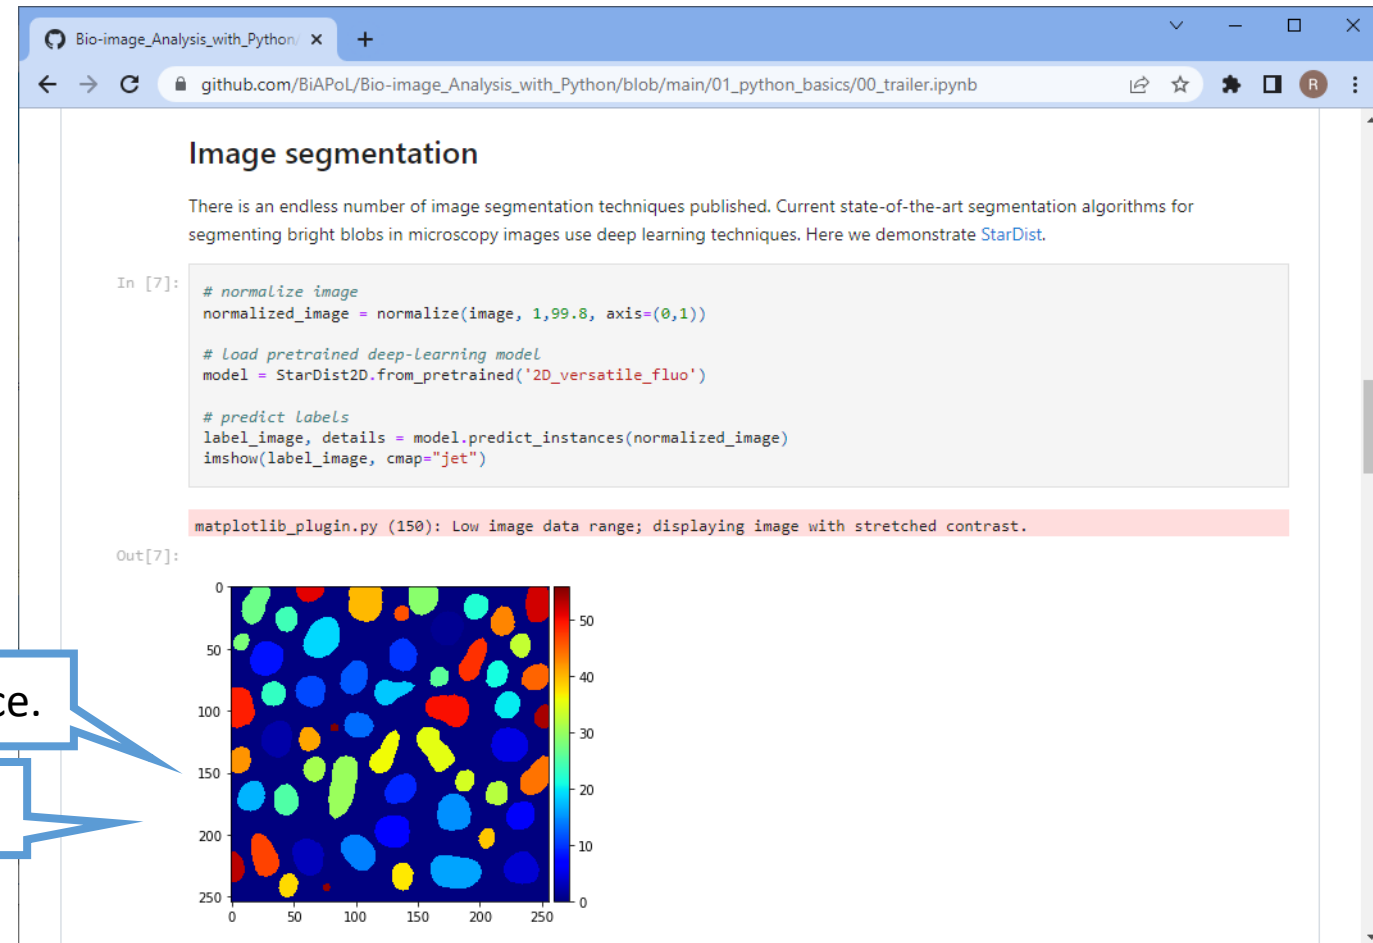 Bio-image_Analysis_with_Python/
github.com/BiAPoL/Bio-image_Analysis_with_Python/blob/main/01_python_basics/00_trailer.ipynb
R
Image segmentation
There is an endless number of image segmentation techniques published. Current state-of-the-art segmentation algorithms for
segmenting bright blobs in microscopy images use deep learning techniques. Here we demonstrate StarDist.
In [7]:
# normalize image
normalized_image = normalize(image, 1,99.8, axis=(0,1))
# load pretrained deep-learning model
model = StarDist2D.from_pretrained('2D_versatile_fluo')
# predict labels
label_image, details = model.predict_instances(normalized_image)
imshow(label_image, cmap="jet")
matplotlib_plugin.py (150): Low image data range; displaying image with stretched contrast.
Out[7]:
0
50
100
150
200
250
0 50 100 150 200 250
50
40
30
20
10
0
ce.